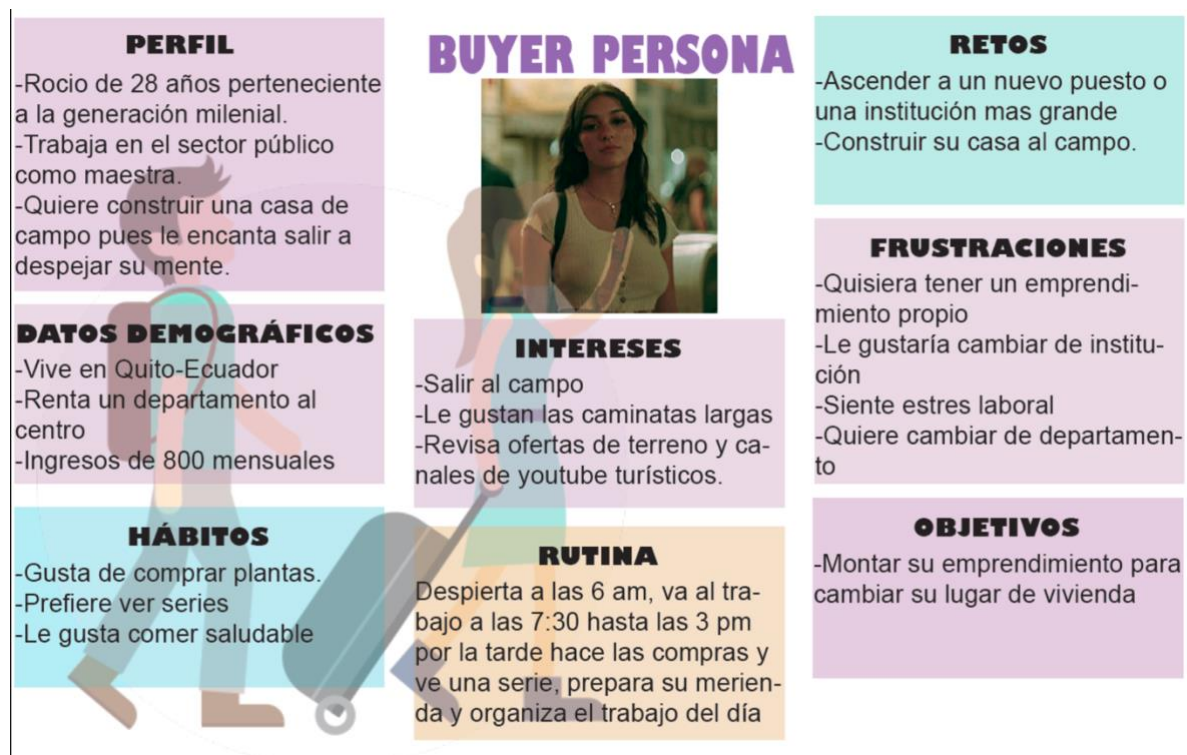 PERFIL
-Rocio de 28 años perteneciente
a la generación milenial.
-Trabaja en el sector público
como maestra.
-Quiere construir una casa de
campo pues le encanta salir a
despejar su mente.
DATOS DEMOGRÁFICOS
-Vive en Quito-Ecuador
-Renta un departamento al
centro
-Ingresos de 800 mensuales
HÁBITOS
-Gusta de comprar plantas.
-Prefiere ver series
-Le gusta comer saludable
BUYER PERSONA
INTERESES
-Salir al campo
-Le gustan las caminatas largas
-Revisa ofertas de terreno y ca-
nales de youtube turísticos.
RUTINA
Despierta a las 6 am, va al tra-
bajo a las 7:30 hasta las 3 pm
por la tarde hace las compras y
ve una serie, prepara su merien-
da y organiza el trabajo del día
RETOS
-Ascender a un nuevo puesto o
una institución mas grande
-Construir su casa al campo.
FRUSTRACIONES
-Quisiera tener un emprendi-
miento propio
-Le gustaría cambiar de institu-
ción
-Siente estres laboral
-Quiere cambiar de departamen-
to
OBJETIVOS
-Montar su emprendimiento para
cambiar su lugar de vivienda